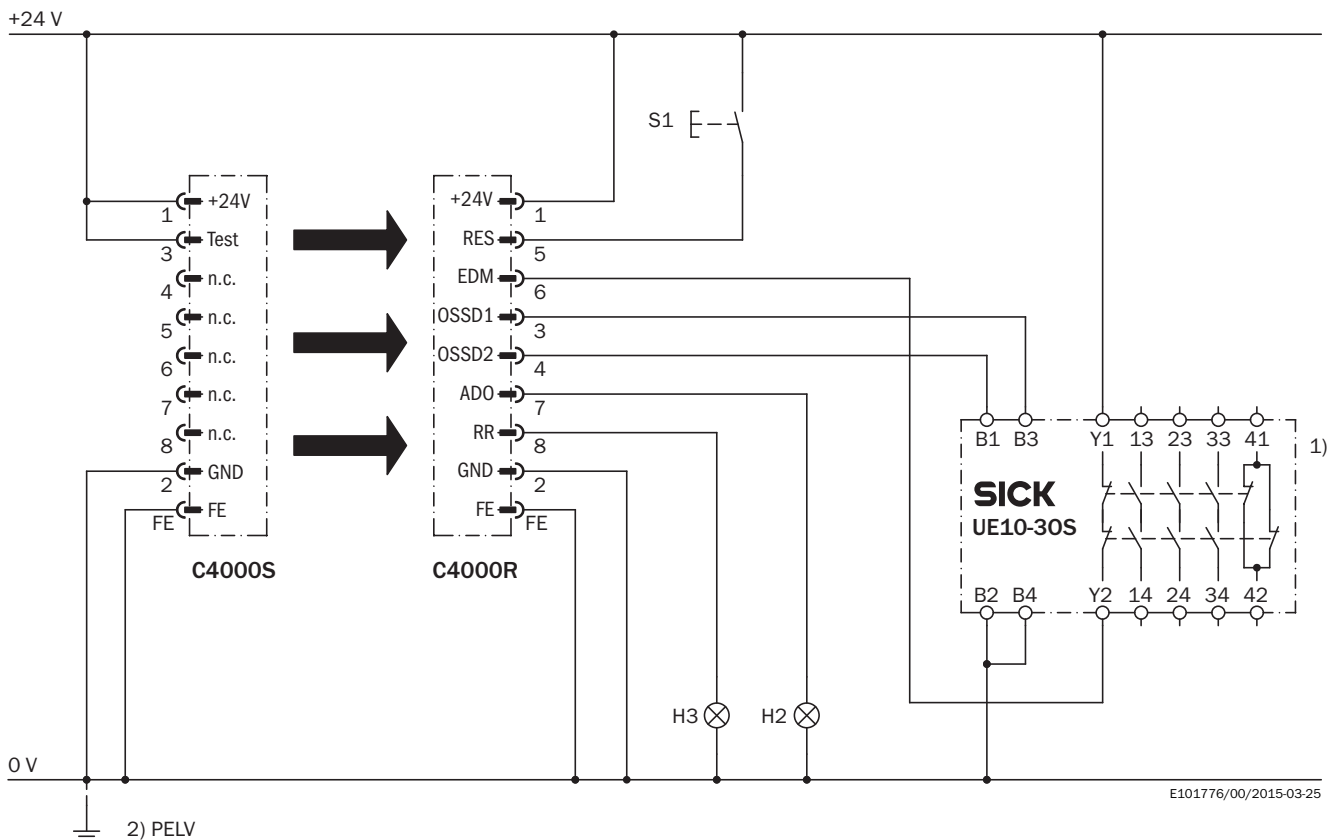 +24 V
S1
+24V
1
Test
3
n.c.
4
n.c.
5
n.c.
6
n.c.
7
n.c.
8
GND
2
FE
FE
C4000S
+24V
1
RES
5
EDM
6
OSSD1
3
OSSD2
4
ADO
7
RR
8
GND
2
FE
FE
C4000R
B1 B3 Y1 13 23 33 41
1)
SICK
UE10-30S
B2 B4 Y2 14 24 34 42
H3
H2
0 V
E101776/00/2015-03-25
2) PELV